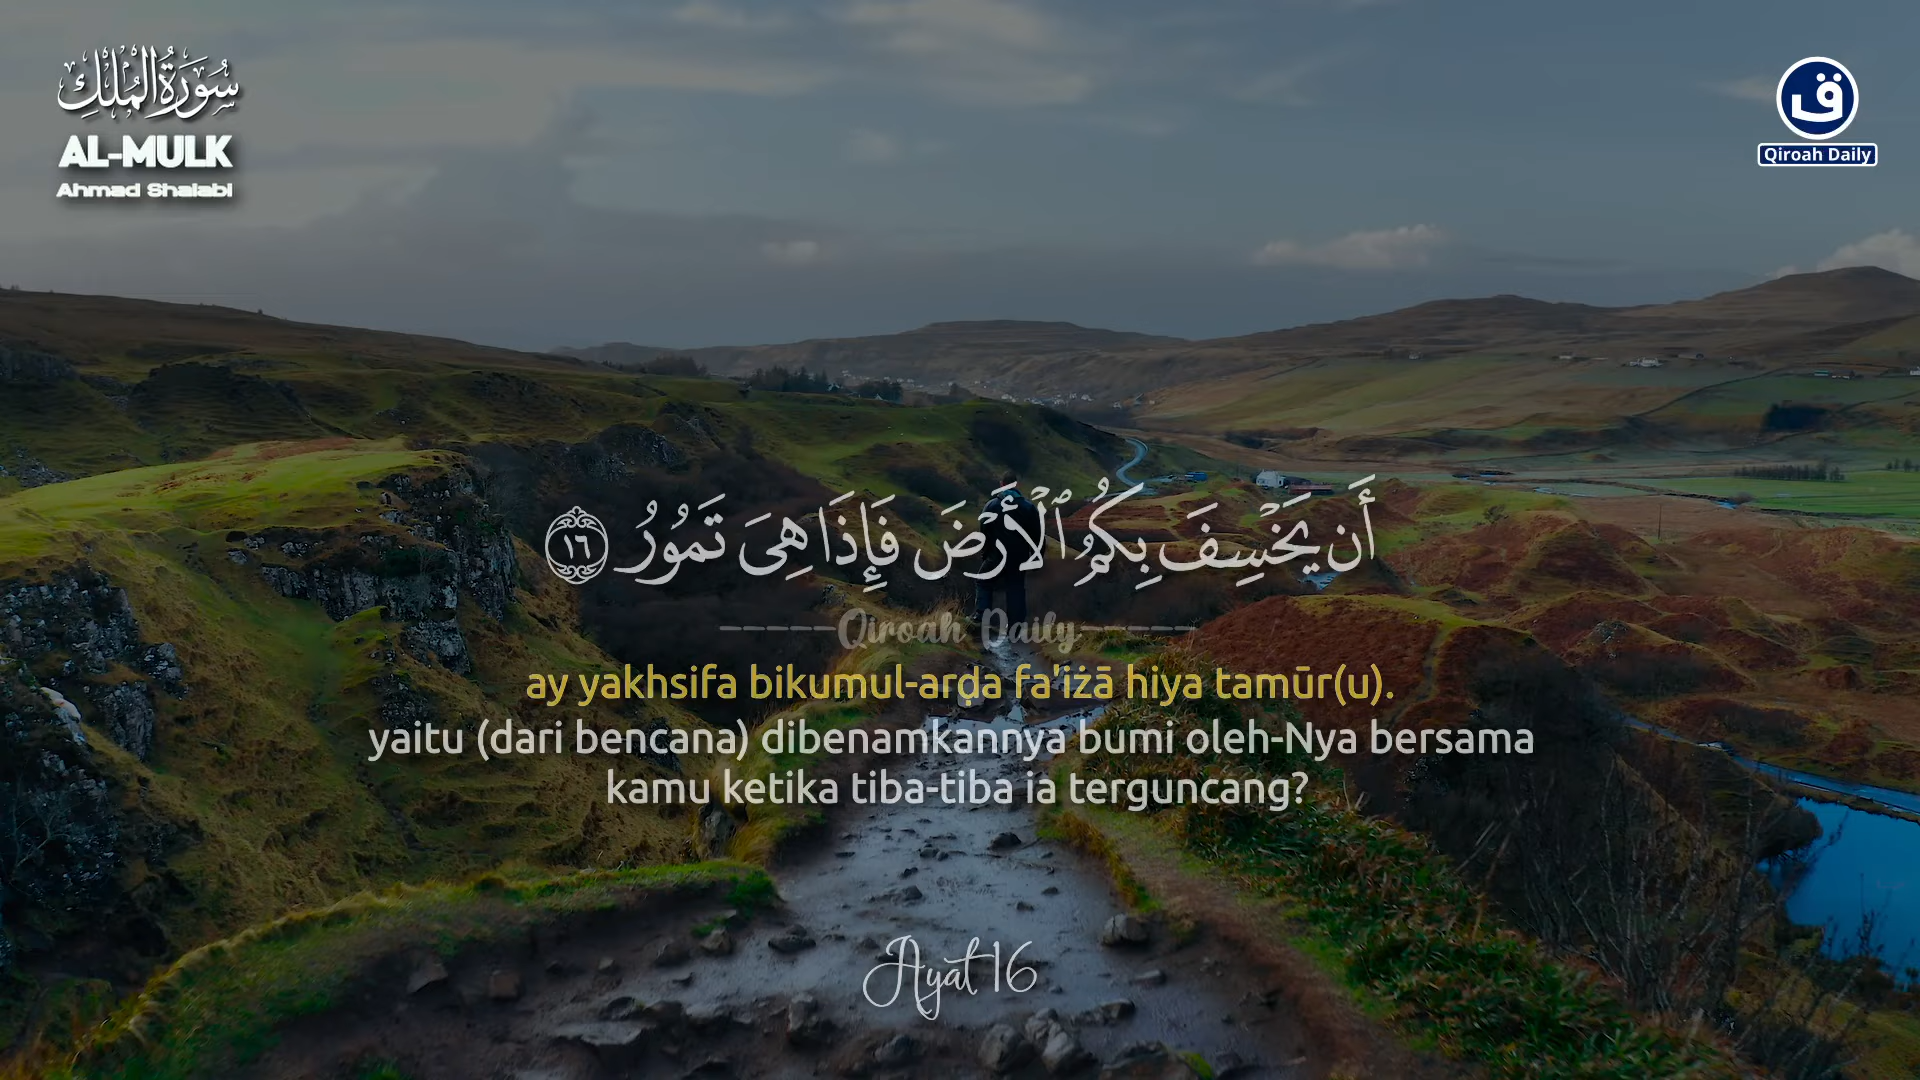 سُورَةُ الْمُلْكِ
AL-MULK
Ahmad Shalabi
ق
Qiroah Daily
أَن يَخْسِفَ بِكُمُ ٱلْأَرْضَ فَإِذَا هِىَ تَمُورُ ١٦
-----Qiroah Daily-----
ay yakhsifa bikumul-arḍa fa'iżā hiya tamūr(u).
yaitu (dari bencana) dibenamkannya bumi oleh-Nya bersama
kamu ketika tiba-tiba ia terguncang?
Ayat 16